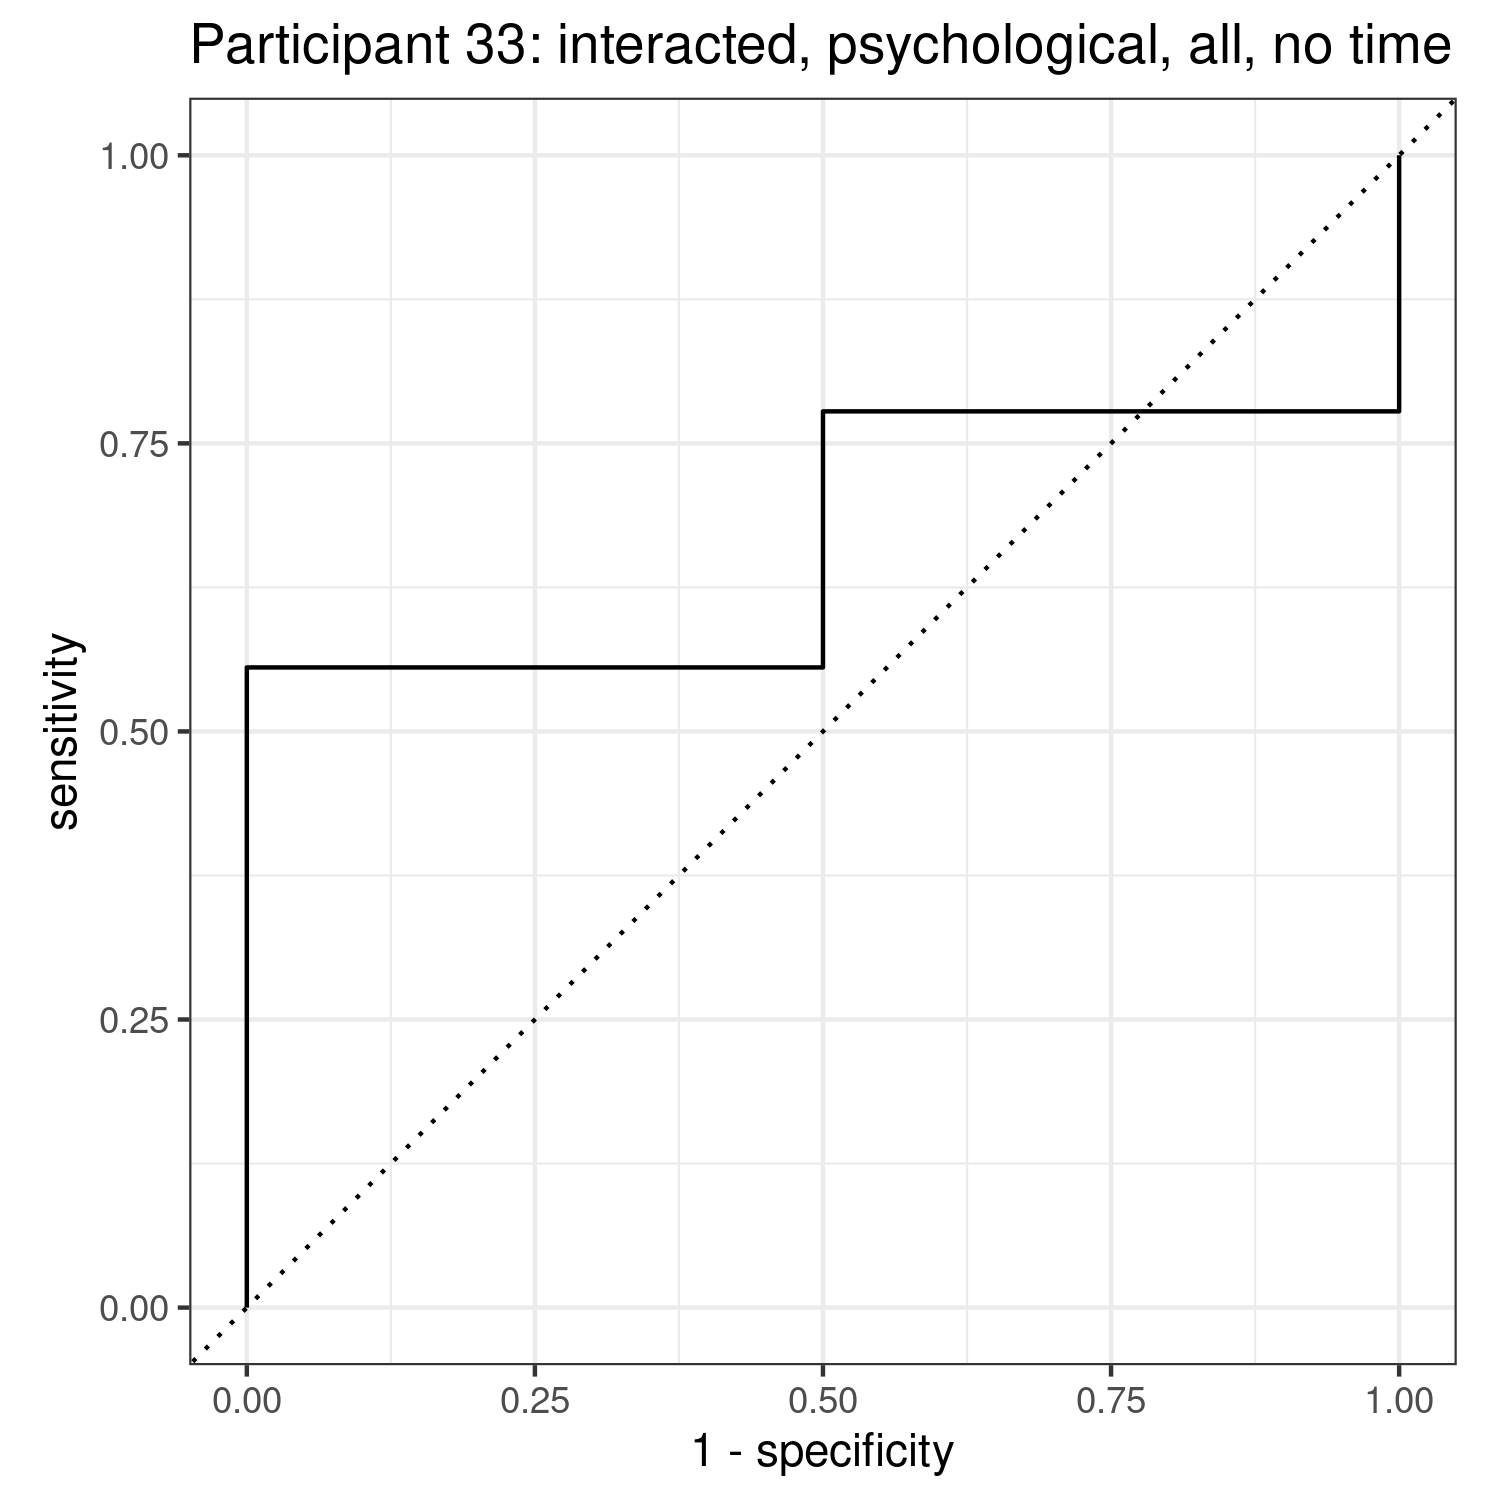 Participant 33: interacted, psychological, all, no time
1.00
0.75
0.50
0.25
0.00
sensitivity
0.00 0.25 0.50 0.75 1.00
1 - specificity